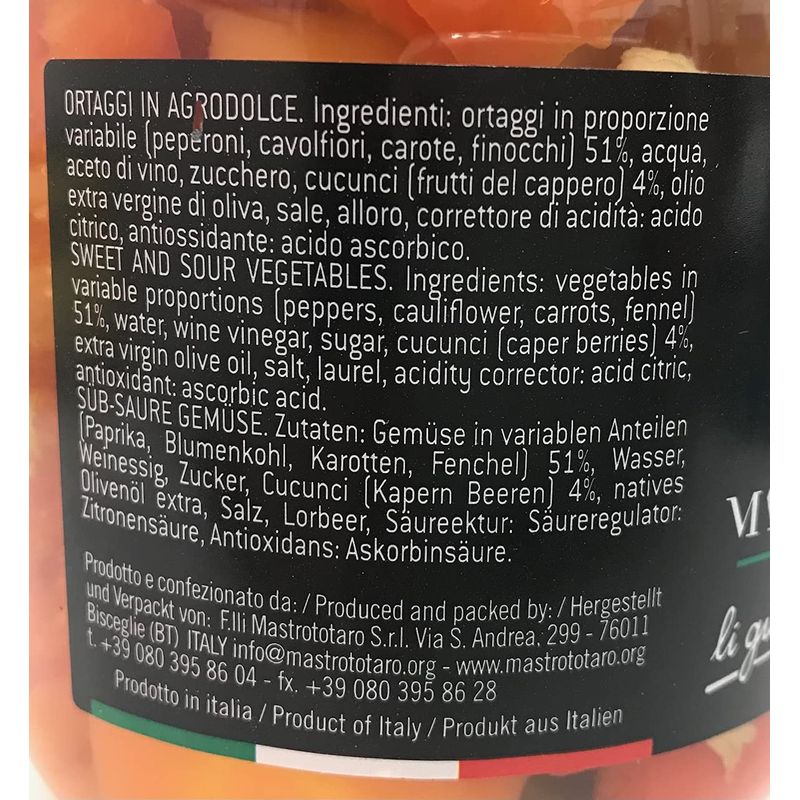 ORTAGGI IN AGRODOLCE. Ingredienti: ortaggi in proporzione
variabile (peperoni, cavolfiori, carote, finocchi) 51%, acqua,
aceto di vino, zucchero, cucunci (frutti del cappero) 4%, olio
extra vergine di oliva, sale, alloro, correttore di acidità: acido
citrico, antiossidante: acido ascorbico.
SWEET AND SOUR VEGETABLES. Ingredients: vegetables in
variable proportions (peppers, cauliflower, carrots, fennel)
51%, water, wine vinegar, sugar, cucunci (caper berries) 4%,
extra virgin olive oil, salt, laurel, acidity corrector: acid citric,
antioxidant: ascorbic acid.
SÜB-SAURE GEMÜSE. Zutaten: Gemüse in variablen Anteilen
(Paprika, Blumenkohl, Karotten, Fenchel) 51%, Wasser,
Weinessig, Zucker, Cucunci (Kapern Beeren) 4%, natives
Olivenöl extra, Salz, Lorbeer, Säureektur: Säureregulator:
Zitronensäure, Antioxidans: Askorbinsäure.
Prodotto e confezionato da: / Produced and packed by: / Hergestellt
und Verpackt von: F.lli Mastrototaro S.r.l. Via S. Andrea, 299 - 76011
Bisceglie (BT) ITALY info@mastrototaro.org - www.mastrototaro.org
t. +39 080 395 86 04 - fx. +39 080 395 86 28
Prodotto in italia / Product of Italy / Produkt aus Italien
li gu